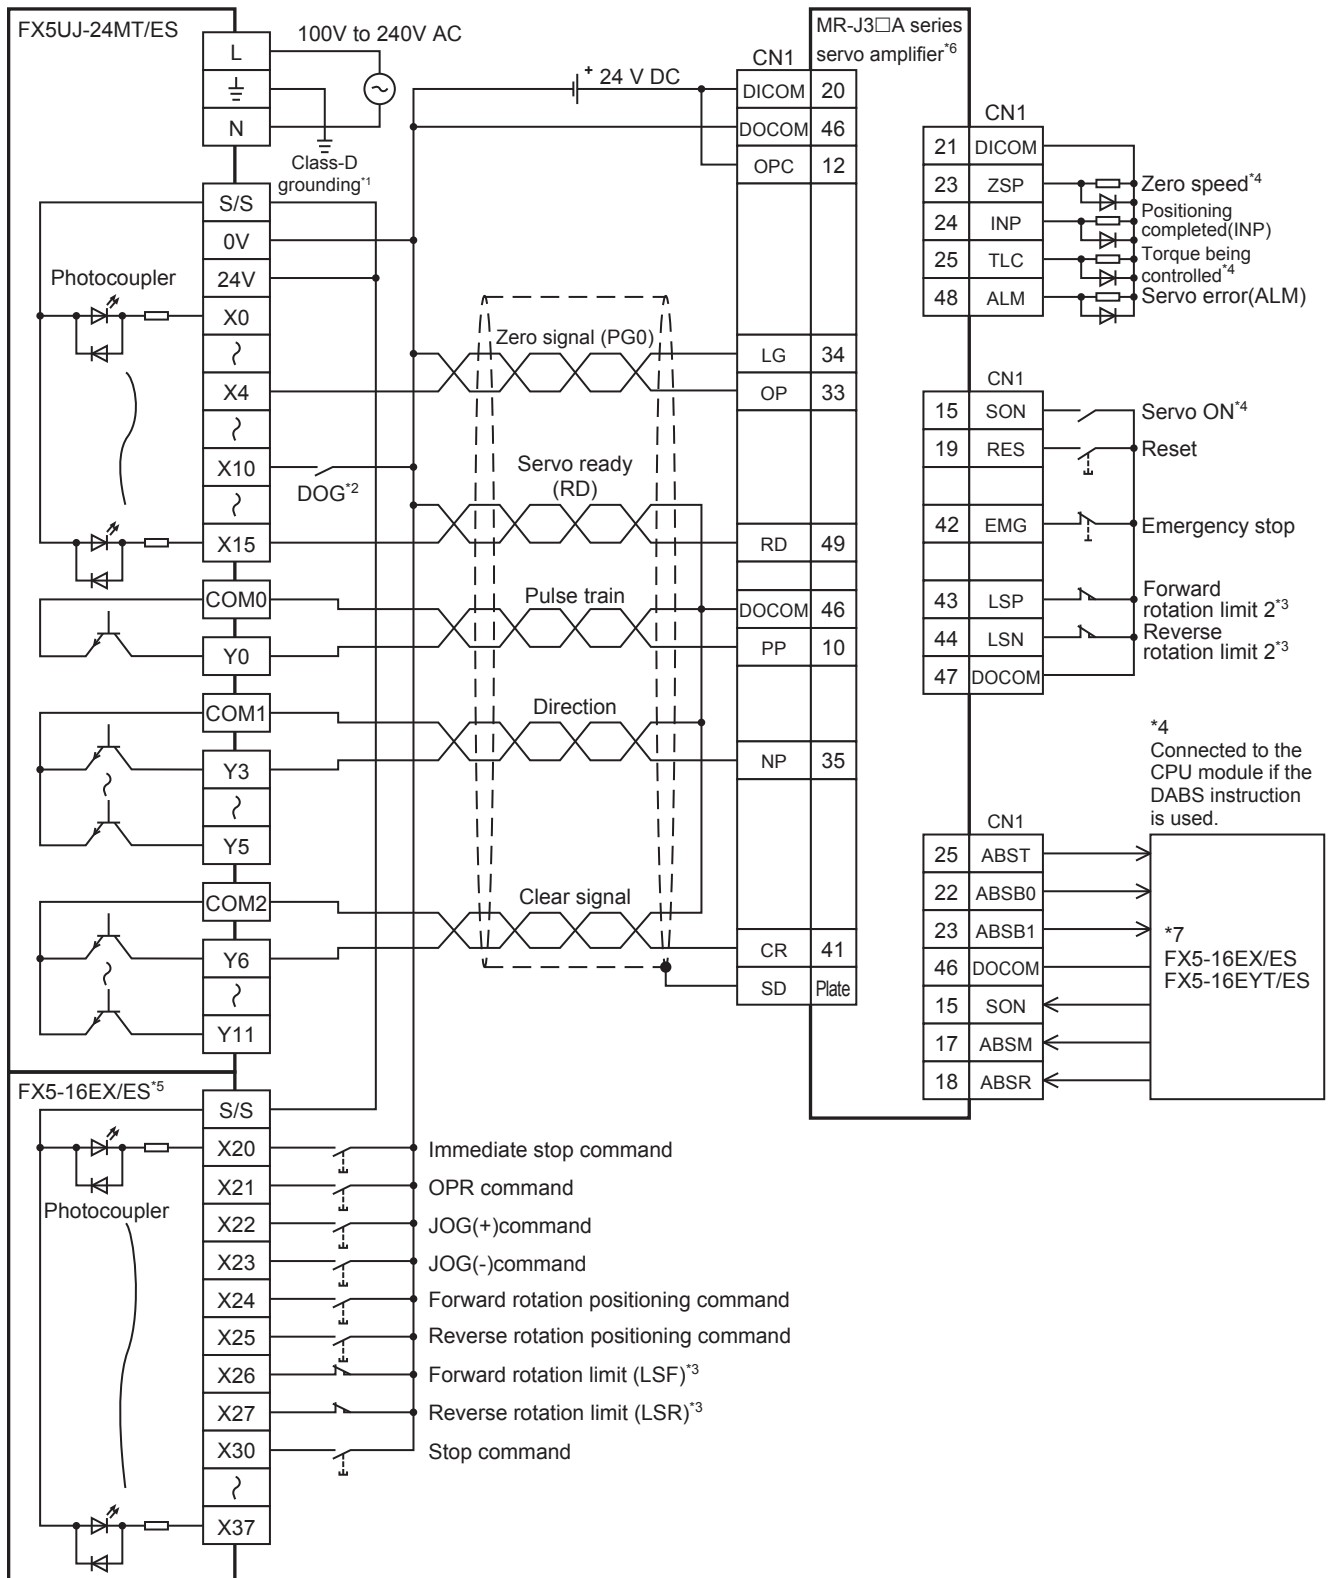 FX5UJ-24MT/ES
L
N
100V to 240V AC
Class-D
grounding*1
S/S
0V
24V
X0
X4
X10
X15
COM0
Y0
COM1
Y3
Y5
COM2
Y6
Y11
Photocoupler
DOG*2
+ 24 V DC
Zero signal (PG0)
Servo ready
(RD)
Pulse train
Direction
Clear signal
MR-J3□A series
servo amplifier*6
CN1
DICOM 20
DOCOM 46
OPC 12
LG 34
OP 33
RD 49
DOCOM 46
PP 10
NP 35
CR 41
SD Plate
CN1
21 DICOM
23 ZSP
24 INP
25 TLC
48 ALM
Zero speed*4
Positioning
completed(INP)
Torque being
controlled*4
Servo error(ALM)
CN1
15 SON
19 RES
42 EMG
43 LSP
44 LSN
47 DOCOM
Servo ON*4
Reset
Emergency stop
Forward
rotation limit 2*3
Reverse
rotation limit 2*3
*4
Connected to the
CPU module if the
DABS instruction
is used.
CN1
25 ABST
22 ABSB0
23 ABSB1
46 DOCOM
15 SON
17 ABSM
18 ABSR
*7
FX5-16EX/ES
FX5-16EYT/ES
FX5-16EX/ES*5
Photocoupler
S/S
X20 Immediate stop command
X21 OPR command
X22 JOG(+)command
X23 JOG(-)command
X24 Forward rotation positioning command
X25 Reverse rotation positioning command
X26 Forward rotation limit (LSF)*3
X27 Reverse rotation limit (LSR)*3
X30 Stop command
X37